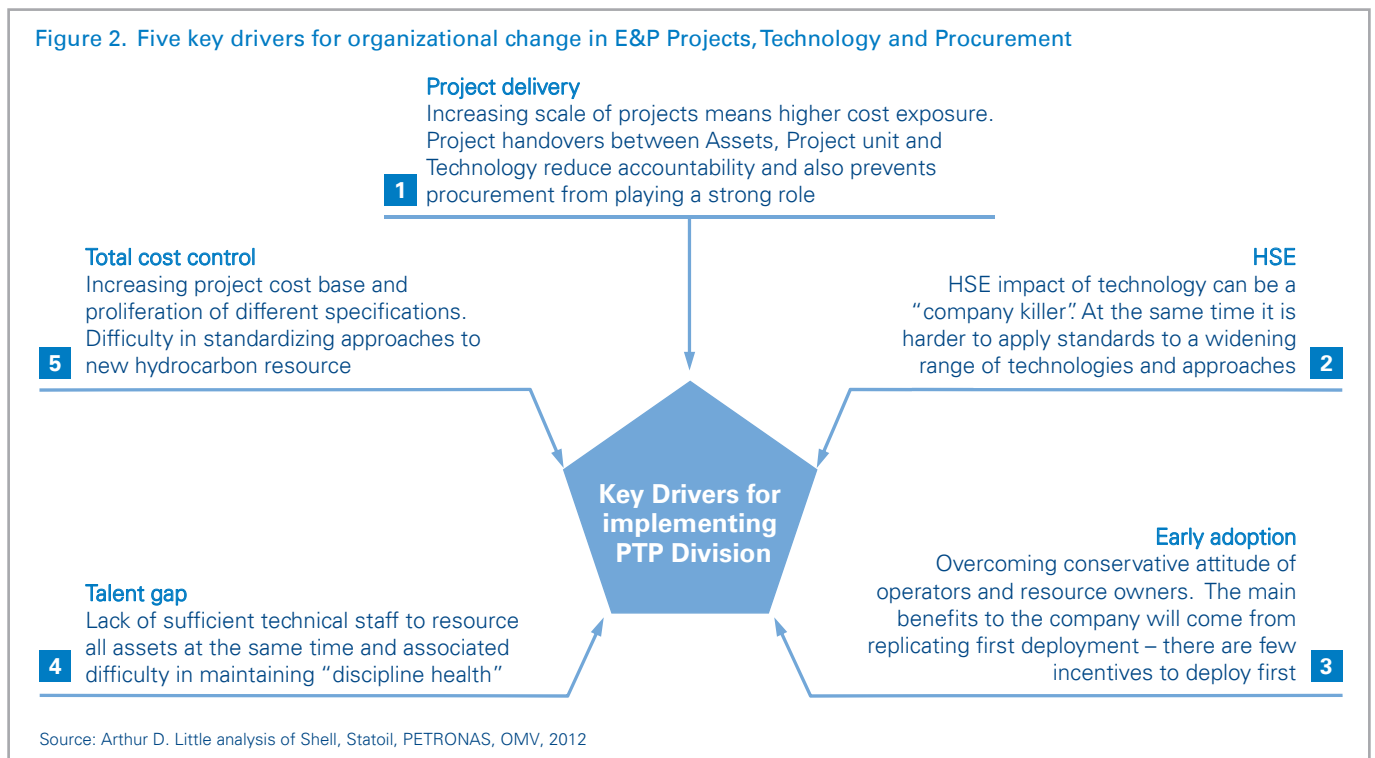 Figure 2. Five key drivers for organizational change in E&P Projects, Technology and Procurement
Project delivery
Increasing scale of projects means higher cost exposure.
Project handovers between Assets, Project unit and
Technology reduce accountability and also prevents
procurement from playing a strong role
1
HSE
HSE impact of technology can be a
“company killer”. At the same time it is
harder to apply standards to a widening
range of technologies and approaches
2
Early adoption
Overcoming conservative attitude of
operators and resource owners. The main
benefits to the company will come from
replicating first deployment – there are few
incentives to deploy first
3
Talent gap
Lack of sufficient technical staff to resource
all assets at the same time and associated
difficulty in maintaining “discipline health”
4
Total cost control
Increasing project cost base and
proliferation of different specifications.
Difficulty in standardizing approaches to
new hydrocarbon resource
5
Key Drivers for
implementing
PTP Division
Source: Arthur D. Little analysis of Shell, Statoil, PETRONAS, OMV, 2012